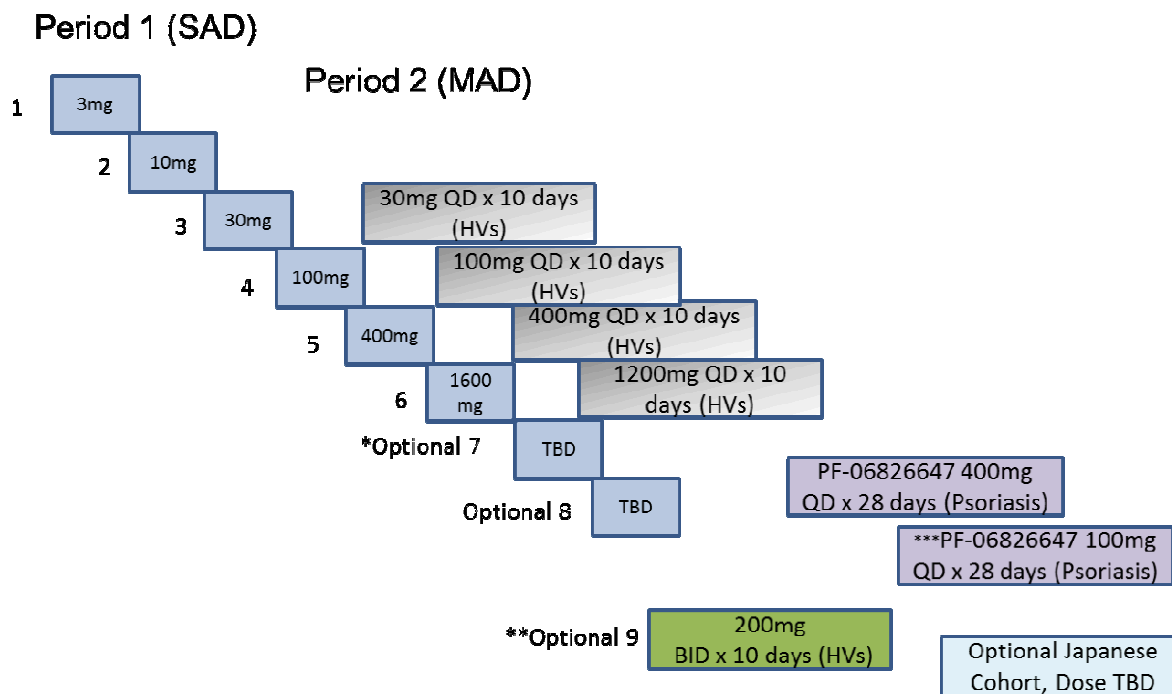 Period 1 (SAD)
Period 2 (MAD)
1
3mg
2
10mg
3
30mg
30mg QD x 10 days
(HVs)
4
100mg
100mg QD x 10 days
(HVs)
5
400mg
400mg QD x 10 days
(HVs)
6
1600
mg
1200mg QD x 10
days (HVs)
*Optional 7
TBD
PF-06826647 400mg
QD x 28 days (Psoriasis)
Optional 8
TBD
***PF-06826647 100mg
QD x 28 days (Psoriasis)
**Optional 9
200mg
BID x 10 days (HVs)
Optional Japanese
Cohort, Dose TBD